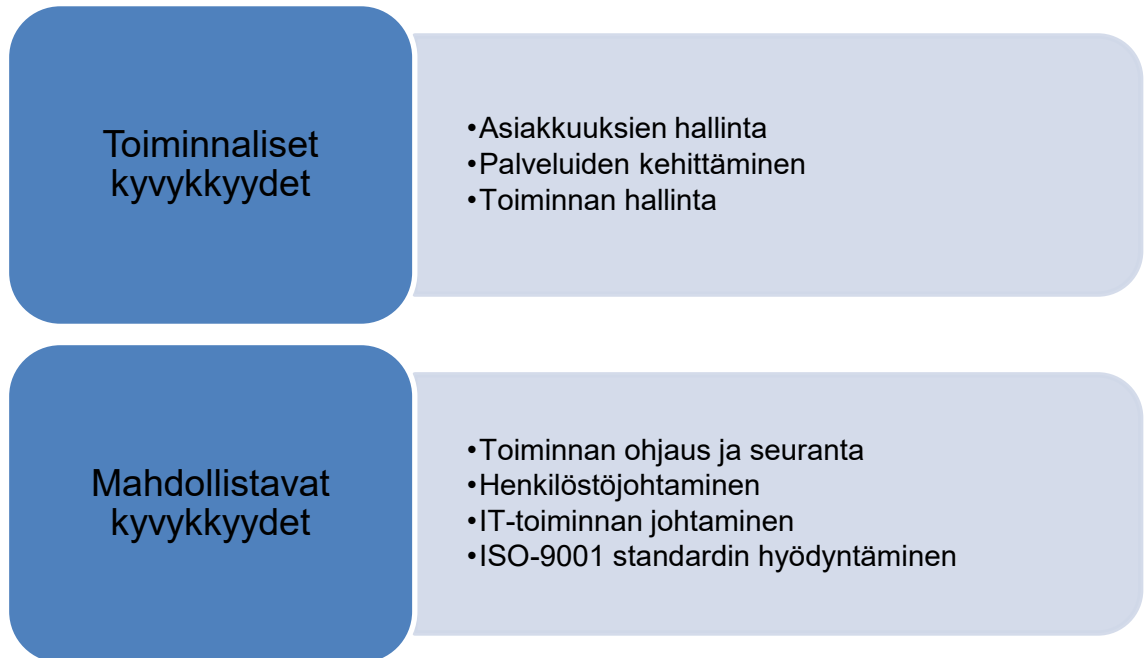 Toiminnaliset
kyvykkyydet
•Asiakkuuksien hallinta
•Palveluiden kehittäminen
•Toiminnan hallinta
Mahdollistavat
kyvykkyydet
•Toiminnan ohjaus ja seuranta
•Henkilöstöjohtaminen
•IT-toiminnan johtaminen
•ISO-9001 standardin hyödyntäminen